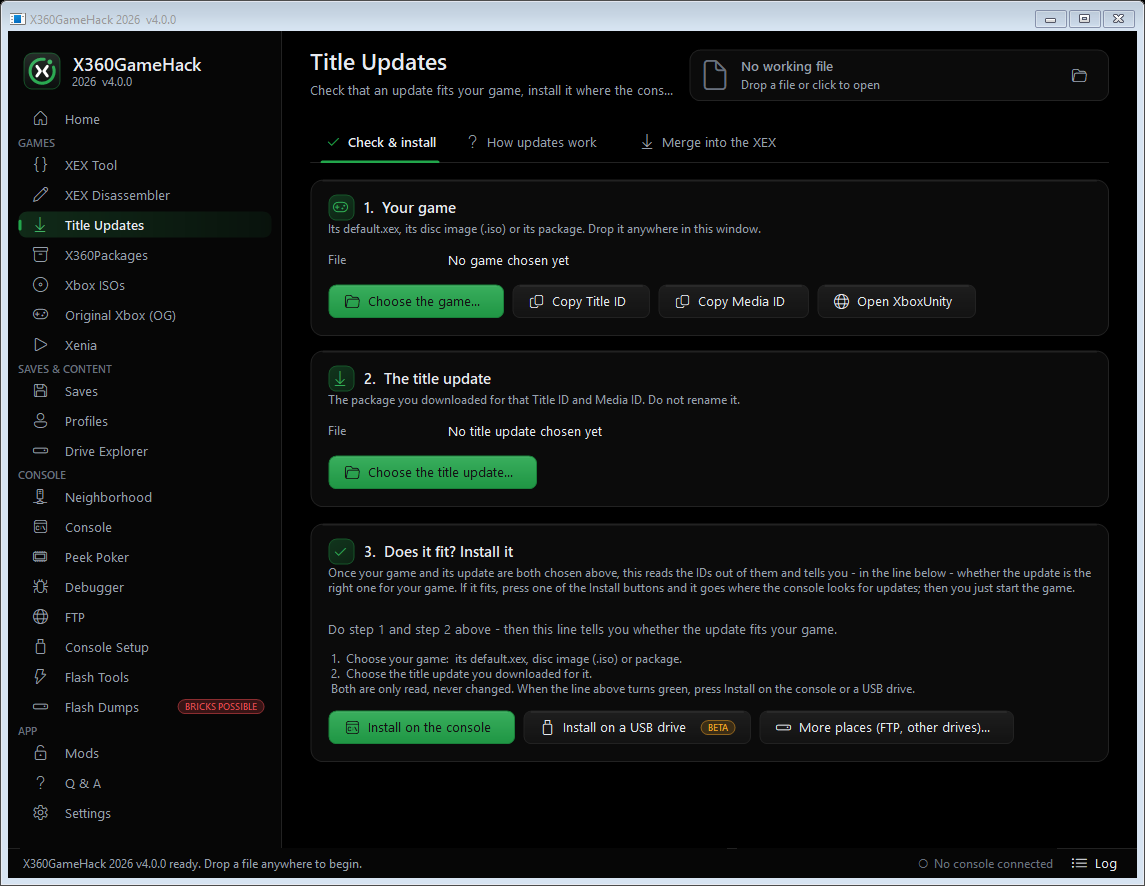 X360GameHack 2026 v4.0.0
X360GameHack
2026 v4.0.0
Home
GAMES
XEX Tool
XEX Disassembler
Title Updates
X360Packages
Xbox ISOs
Original Xbox (OG)
Xenia
SAVES & CONTENT
Saves
Profiles
Drive Explorer
CONSOLE
Neighborhood
Console
Peek Poker
Debugger
FTP
Console Setup
Flash Tools
Flash Dumps BRICKS POSSIBLE
APP
Mods
Q & A
Settings
Title Updates
Check that an update fits your game, install it where the cons...
No working file
Drop a file or click to open
Check & install
? How updates work
Merge into the XEX
1. Your game
Its default.xex, its disc image (.iso) or its package. Drop it anywhere in this window.
File No game chosen yet
Choose the game... Copy Title ID Copy Media ID Open XboxUnity
2. The title update
The package you downloaded for that Title ID and Media ID. Do not rename it.
File No title update chosen yet
Choose the title update...
3. Does it fit? Install it
Once your game and its update are both chosen above, this reads the IDs out of them and tells you - in the line below - whether the update is the
right one for your game. If it fits, press one of the Install buttons and it goes where the console looks for updates; then you just start the game.
Do step 1 and step 2 above - then this line tells you whether the update fits your game.
1. Choose your game: its default.xex, disc image (.iso) or package.
2. Choose the title update you downloaded for it.
Both are only read, never changed. When the line above turns green, press Install on the console or a USB drive.
Install on the console Install on a USB drive BETA More places (FTP, other drives)...
X360GameHack 2026 v4.0.0 ready. Drop a file anywhere to begin.
No console connected Log